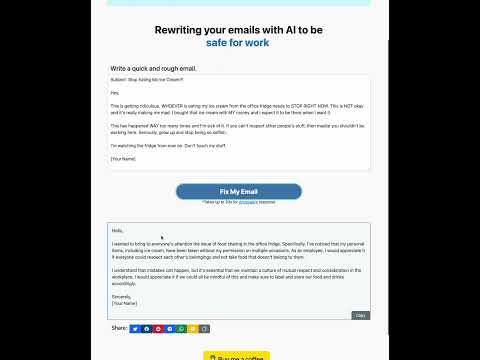 Rewriting your emails with AI to be
safe for work
Write a quick and rough email.
Subject: Stop Eating My Ice Cream!!!
Hey,
This is getting ridiculous. WHOEVER is eating my ice cream from the office fridge needs to STOP RIGHT NOW. This is NOT okay
and it's really making me mad. I bought that ice cream with MY money and I expect it to be there when I want it.
This has happened WAY too many times and I'm sick of it. If you can't respect other people's stuff, then maybe you shouldn't be
working here. Seriously, grow up and stop being so selfish.
I'm watching the fridge from now on. Don't touch my stuff.
[Your Name]
Fix My Email
*Takes up to 30s for Anyscale's response
Hello,
I wanted to bring to everyone's attention the issue of food sharing in the office fridge. Specifically, I've noticed that my personal
items, including ice cream, have been taken without my permission on multiple occasions. As an employee, I would appreciate it
if everyone could respect each other's belongings and not take food that doesn't belong to them.
I understand that mistakes can happen, but it's essential that we maintain a culture of mutual respect and consideration in the
workplace. I would appreciate it if we could all be mindful of this and make sure to label and store our food and drinks
accordingly.
Sincerely,
[Your Name]
Copy
Share:
Buy me a coffee